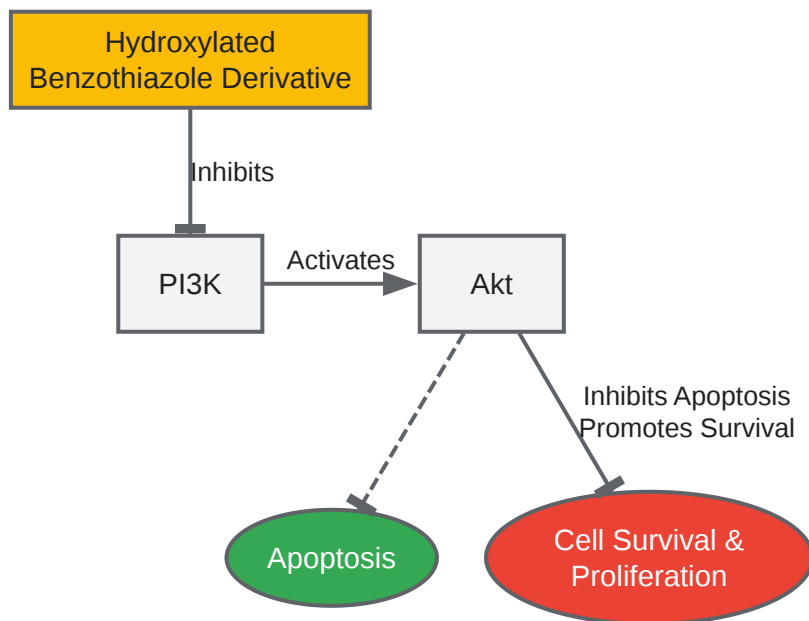 Hydroxylated
Benzothiazole Derivative
Inhibits
PI3K
Activates
Akt
Inhibits Apoptosis
Promotes Survival
Apoptosis
Cell Survival &
Proliferation